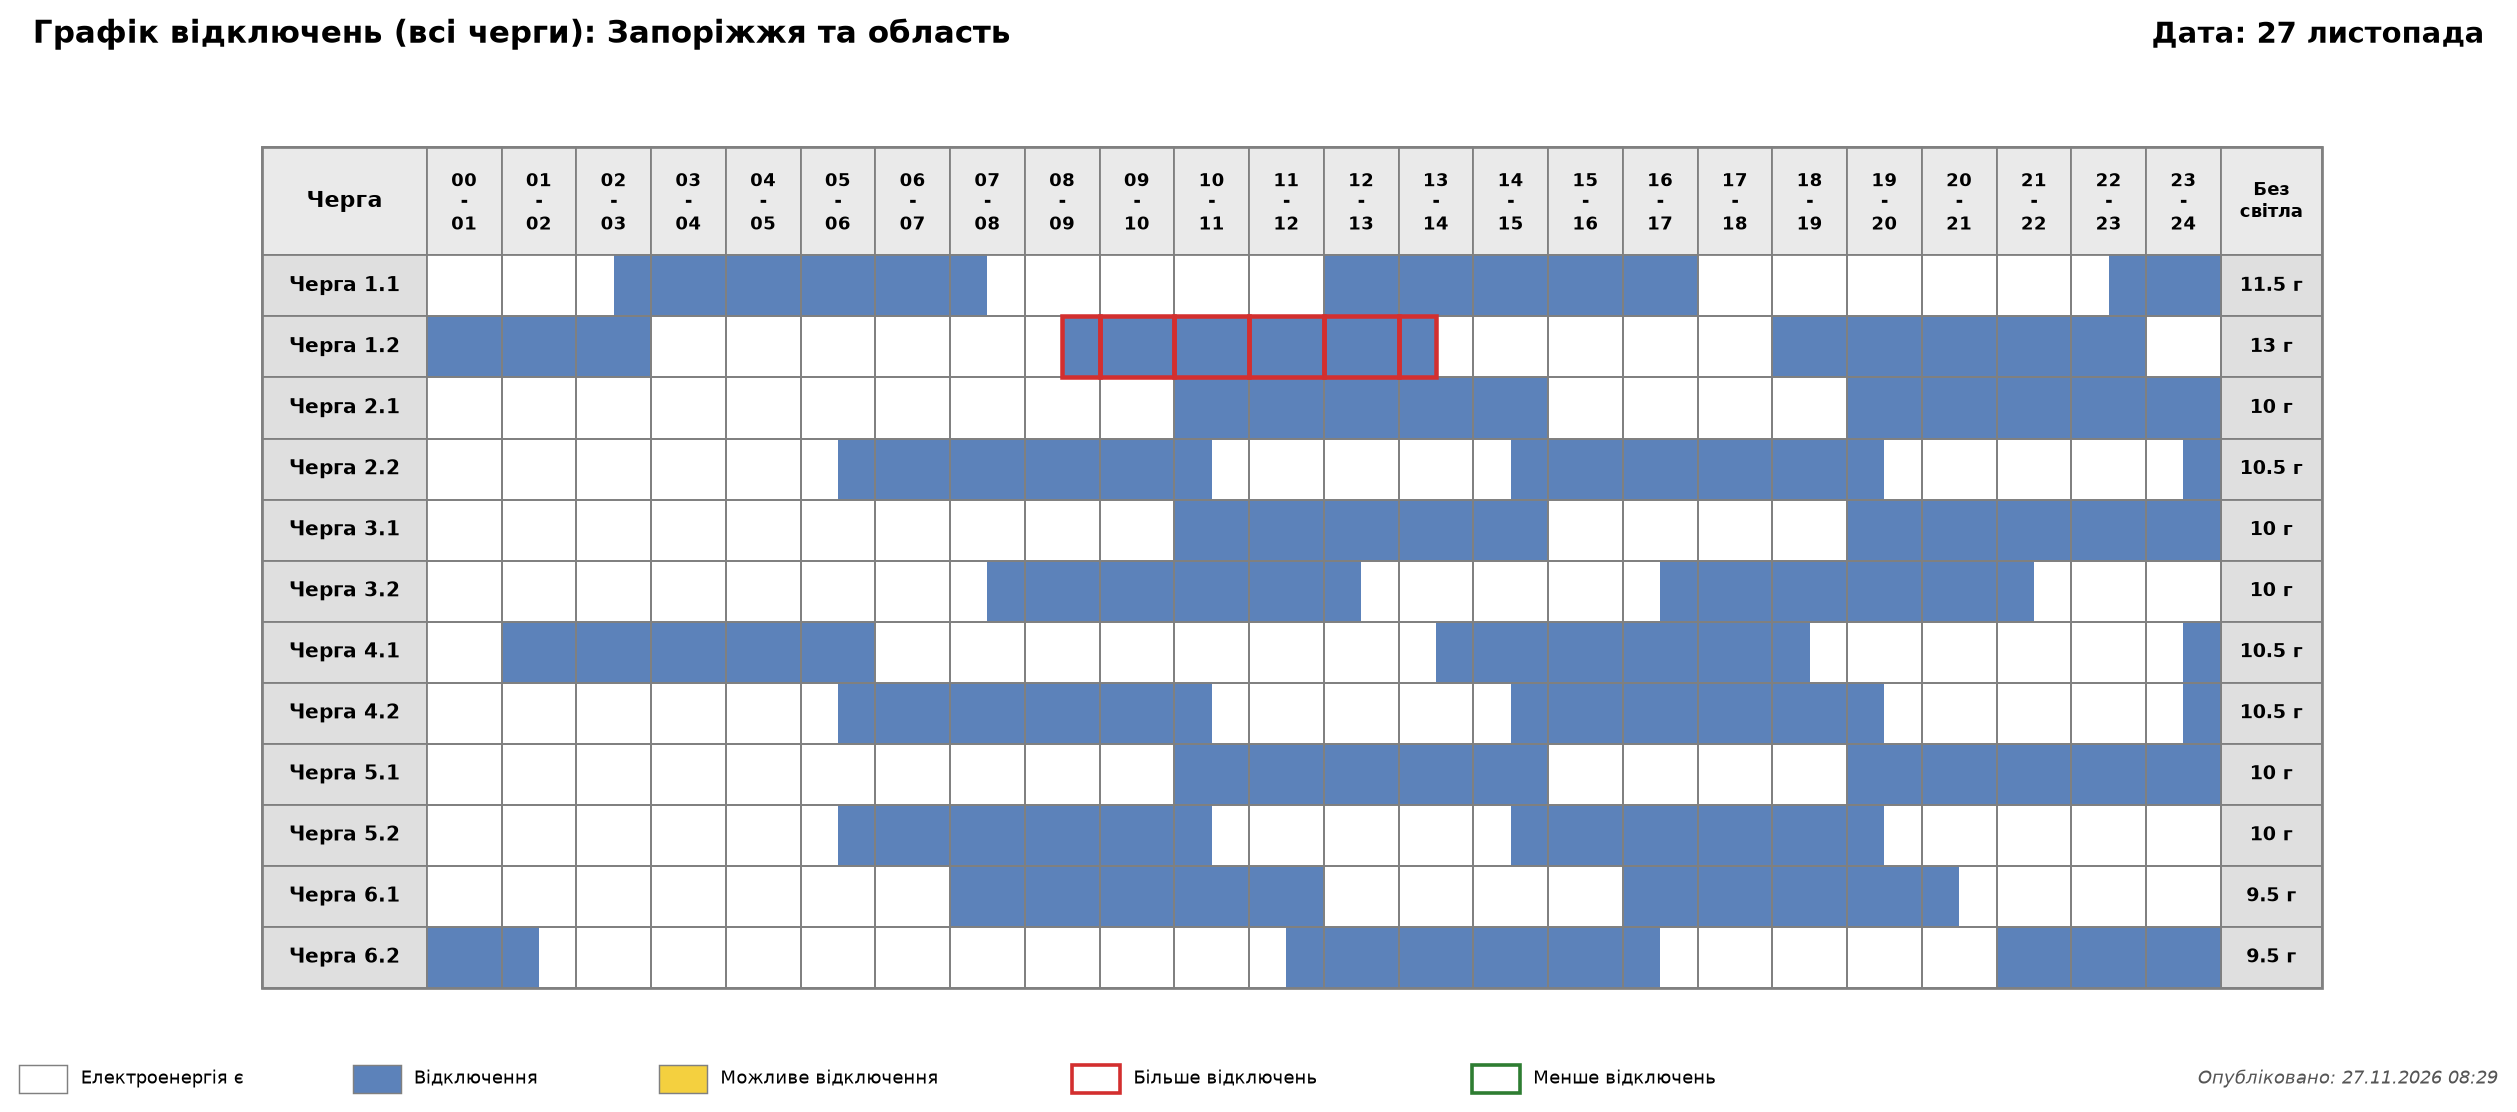 Графік відключень (всі черги): Запоріжжя та область
Дата: 27 листопада
Черга
00 - 01
01 - 02
02 - 03
03 - 04
04 - 05
05 - 06
06 - 07
07 - 08
08 - 09
09 - 10
10 - 11
11 - 12
12 - 13
13 - 14
14 - 15
15 - 16
16 - 17
17 - 18
18 - 19
19 - 20
20 - 21
21 - 22
22 - 23
23 - 24
Без світла
Черга 1.1 11.5 г
Черга 1.2 13 г
Черга 2.1 10 г
Черга 2.2 10.5 г
Черга 3.1 10 г
Черга 3.2 10 г
Черга 4.1 10.5 г
Черга 4.2 10.5 г
Черга 5.1 10 г
Черга 5.2 10 г
Черга 6.1 9.5 г
Черга 6.2 9.5 г
Електроенергія є
Відключення
Можливе відключення
Більше відключень
Менше відключень
Опубліковано: 27.11.2026 08:29